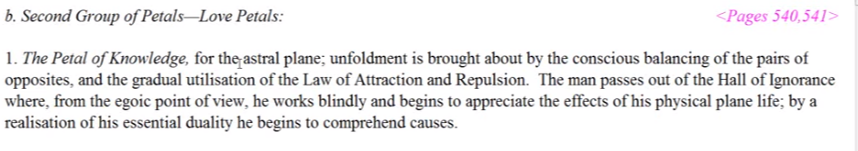 b. Second Group of Petals—Love Petals: <Pages 540,541>
1. The Petal of Knowledge, for the astral plane; unfoldment is brought about by the conscious balancing of the pairs of
opposites, and the gradual utilisation of the Law of Attraction and Repulsion. The man passes out of the Hall of Ignorance
where, from the egoic point of view, he works blindly and begins to appreciate the effects of his physical plane life; by a
realisation of his essential duality he begins to comprehend causes.